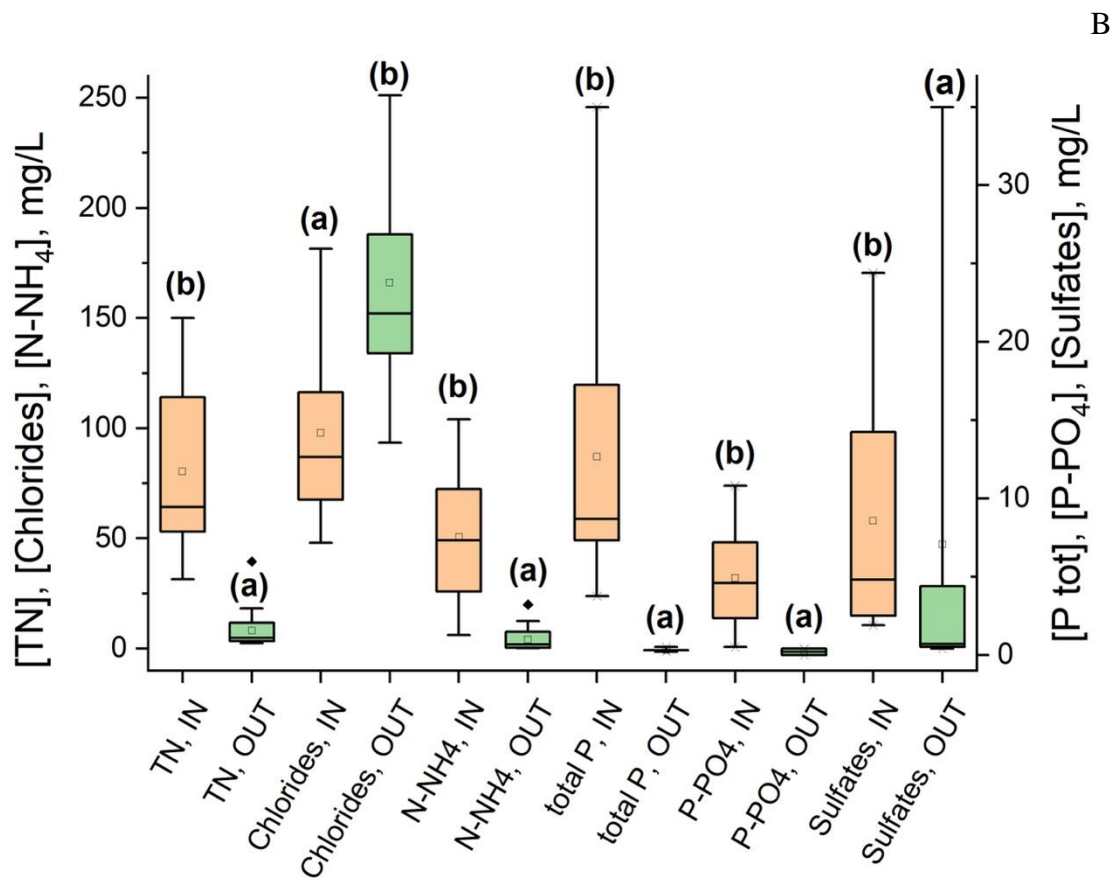 B
[TN], [Chlorides], [N-NH₄], mg/L
250
200
150
100
50
0
(b)
(a)
(a)
(b)
(b)
(a)
(b)
(a)
(b)
(a)
(b)
(a)
30
20
10
0
[P tot], [P-PO₄], [Sulfates], mg/L
TN, IN
TN, OUT
Chlorides, IN
Chlorides, OUT
N-NH4, IN
N-NH4, OUT
total P, IN
total P, OUT
P-PO4, IN
P-PO4, OUT
Sulfates, IN
Sulfates, OUT